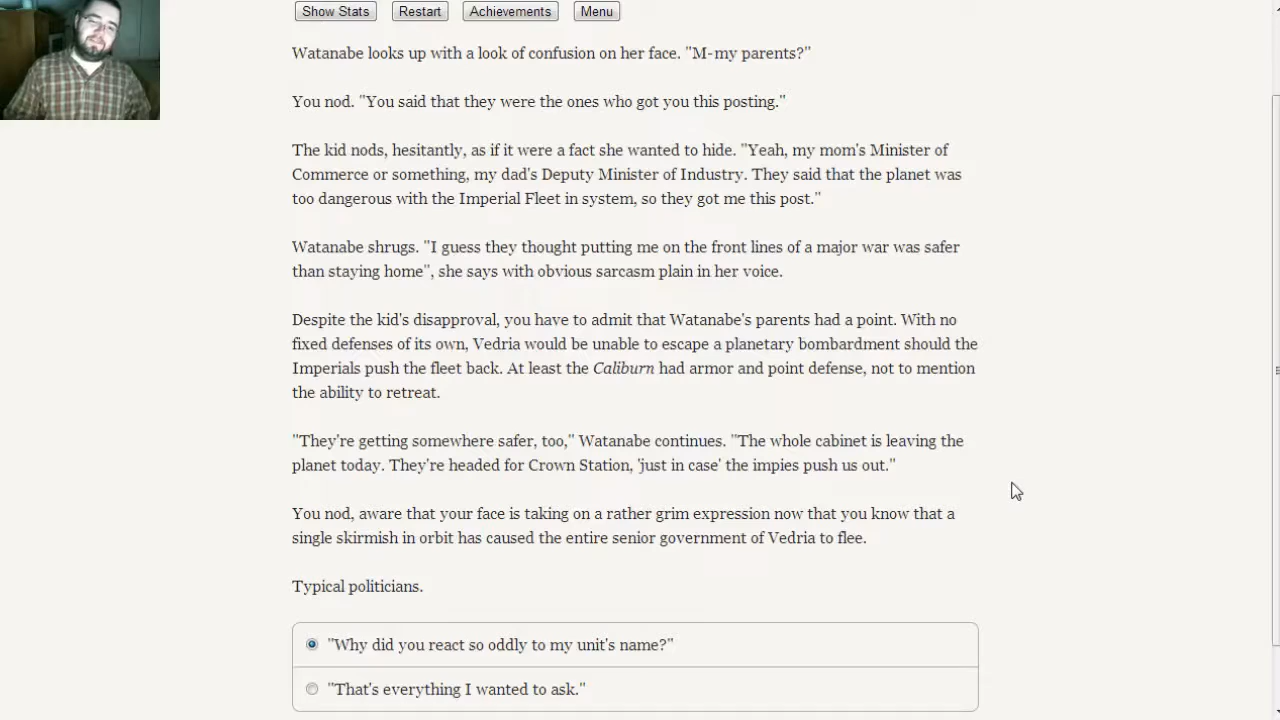 Show Stats Restart Achievements Menu
Watanabe looks up with a look of confusion on her face. "M-my parents?"
You nod. "You said that they were the ones who got you this posting."
The kid nods, hesitantly, as if it were a fact she wanted to hide. "Yeah, my mom's Minister of
Commerce or something, my dad's Deputy Minister of Industry. They said that the planet was
too dangerous with the Imperial Fleet in system, so they got me this post."
Watanabe shrugs. "I guess they thought putting me on the front lines of a major war was safer
than staying home", she says with obvious sarcasm plain in her voice.
Despite the kid's disapproval, you have to admit that Watanabe's parents had a point. With no
fixed defenses of its own, Vedria would be unable to escape a planetary bombardment should the
Imperials push the fleet back. At least the Caliburn had armor and point defense, not to mention
the ability to retreat.
"They're getting somewhere safer, too," Watanabe continues. "The whole cabinet is leaving the
planet today. They're headed for Crown Station, 'just in case' the impies push us out."
You nod, aware that your face is taking on a rather grim expression now that you know that a
single skirmish in orbit has caused the entire senior government of Vedria to flee.
Typical politicians.
"Why did you react so oddly to my unit's name?"
"That's everything I wanted to ask."